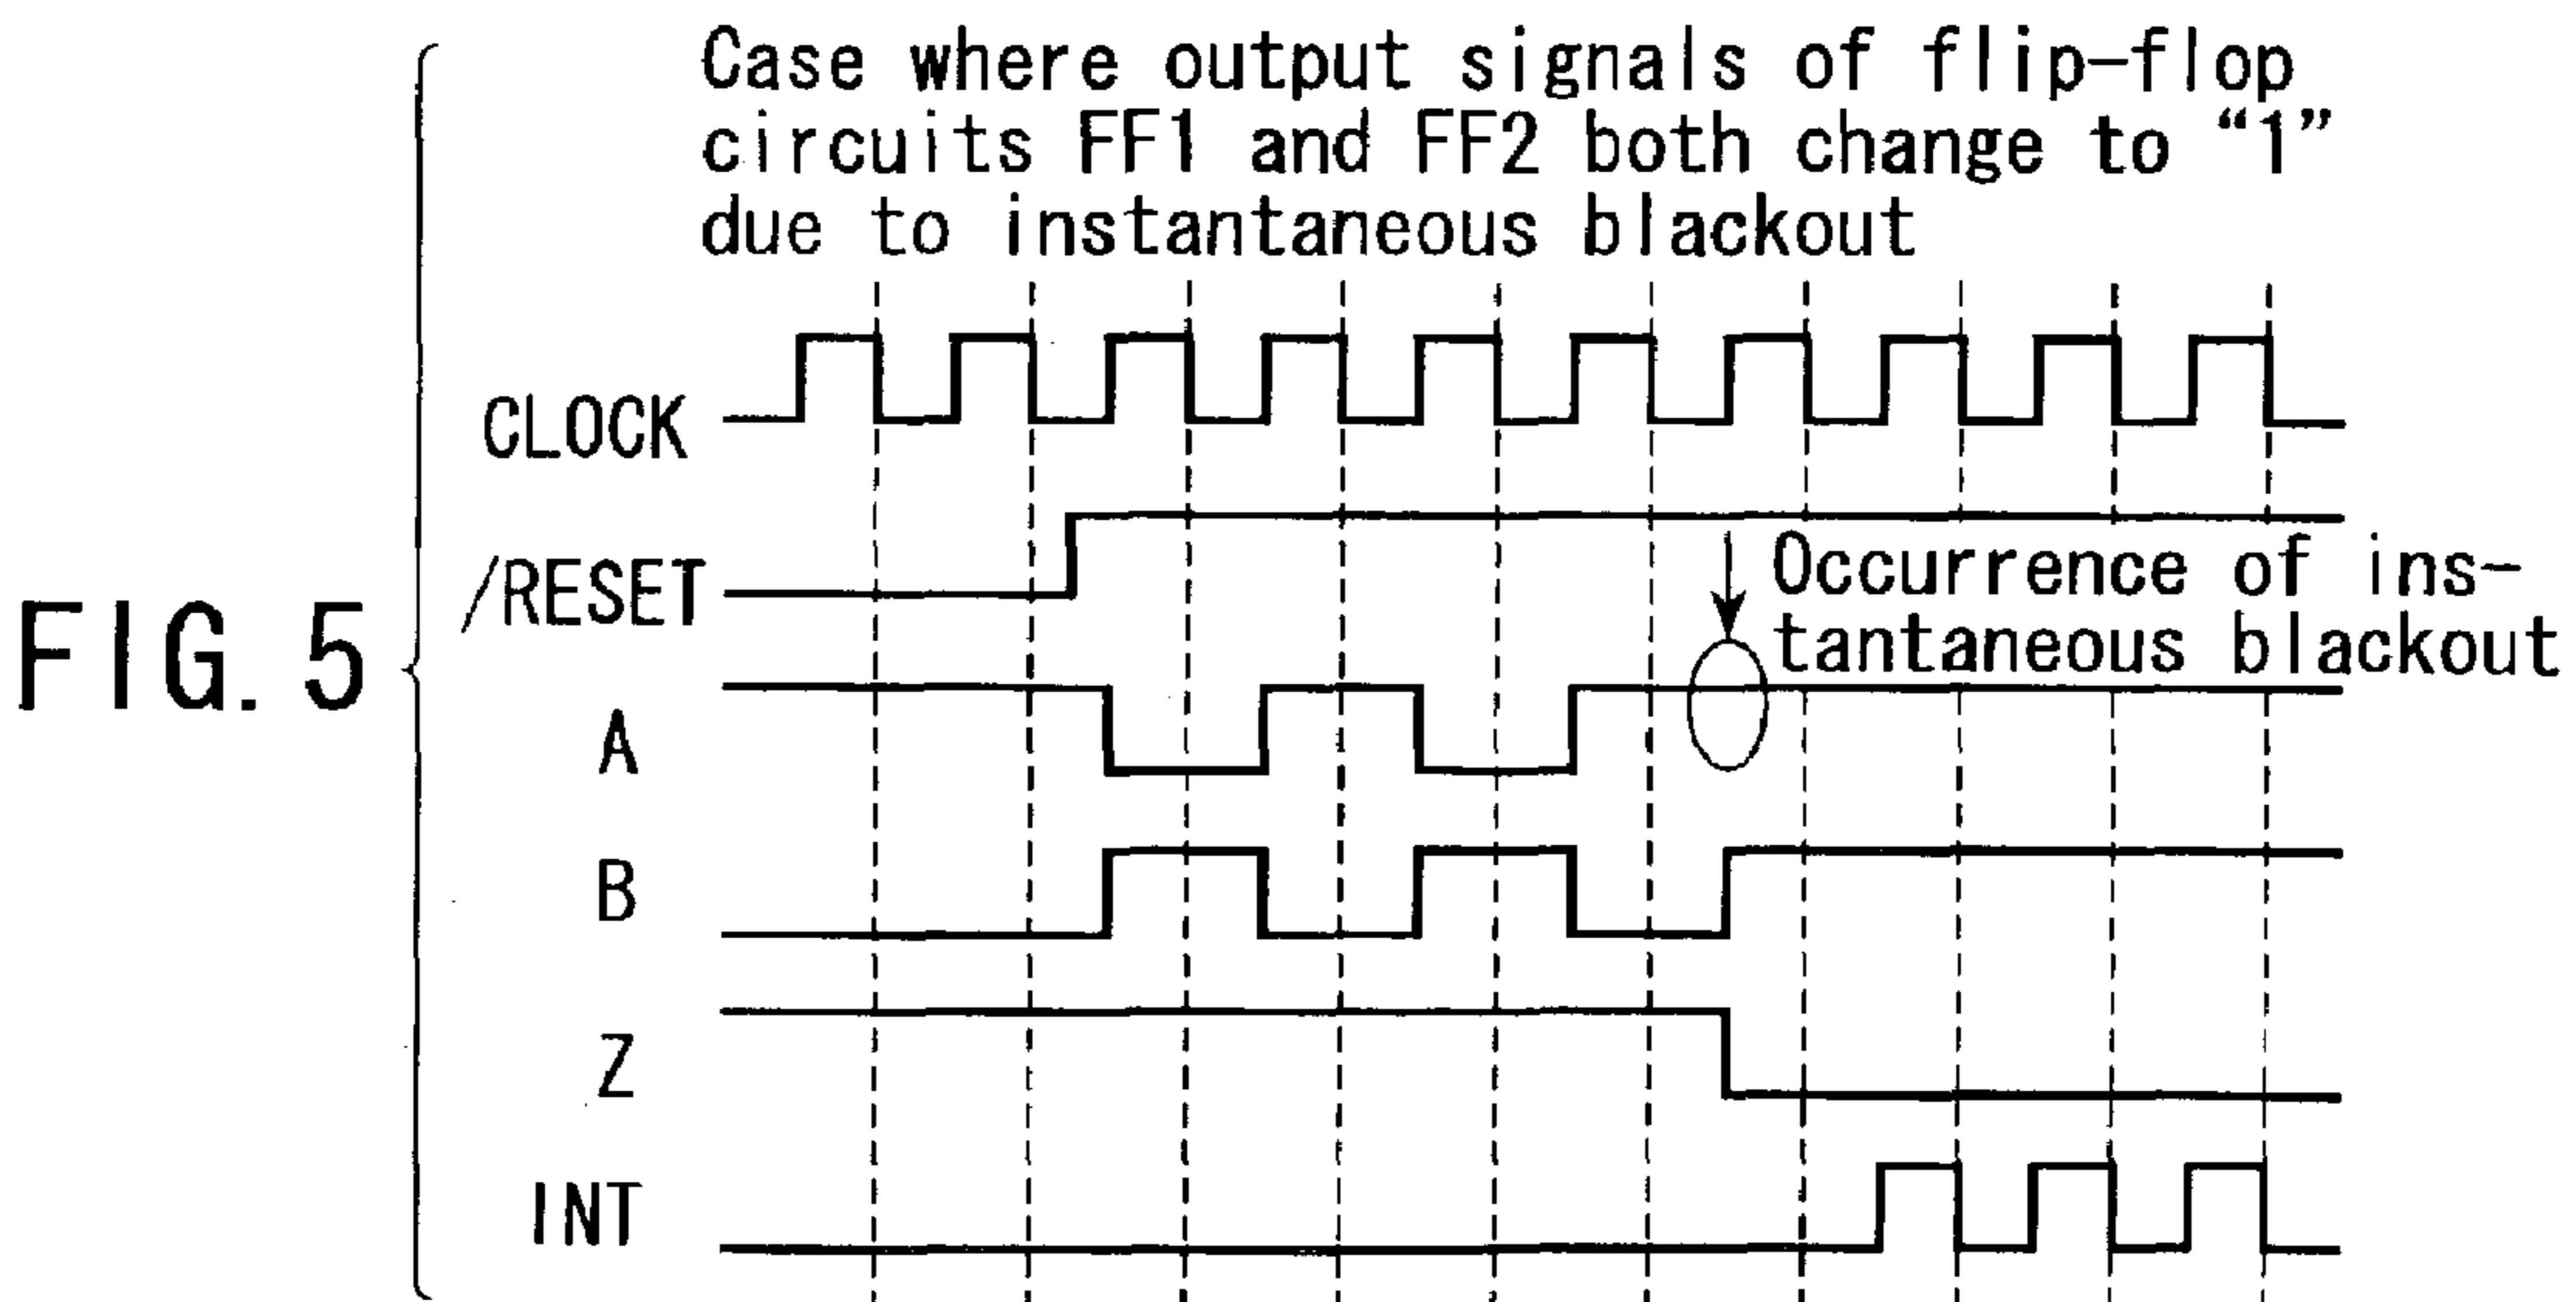 FIG. 5
Case where output signals of flip-flop
circuits FF1 and FF2 both change to “1”
due to instantaneous blackout
CLOCK
/RESET
Occurrence of ins-
tantaneous blackout
A
B
Z
INT